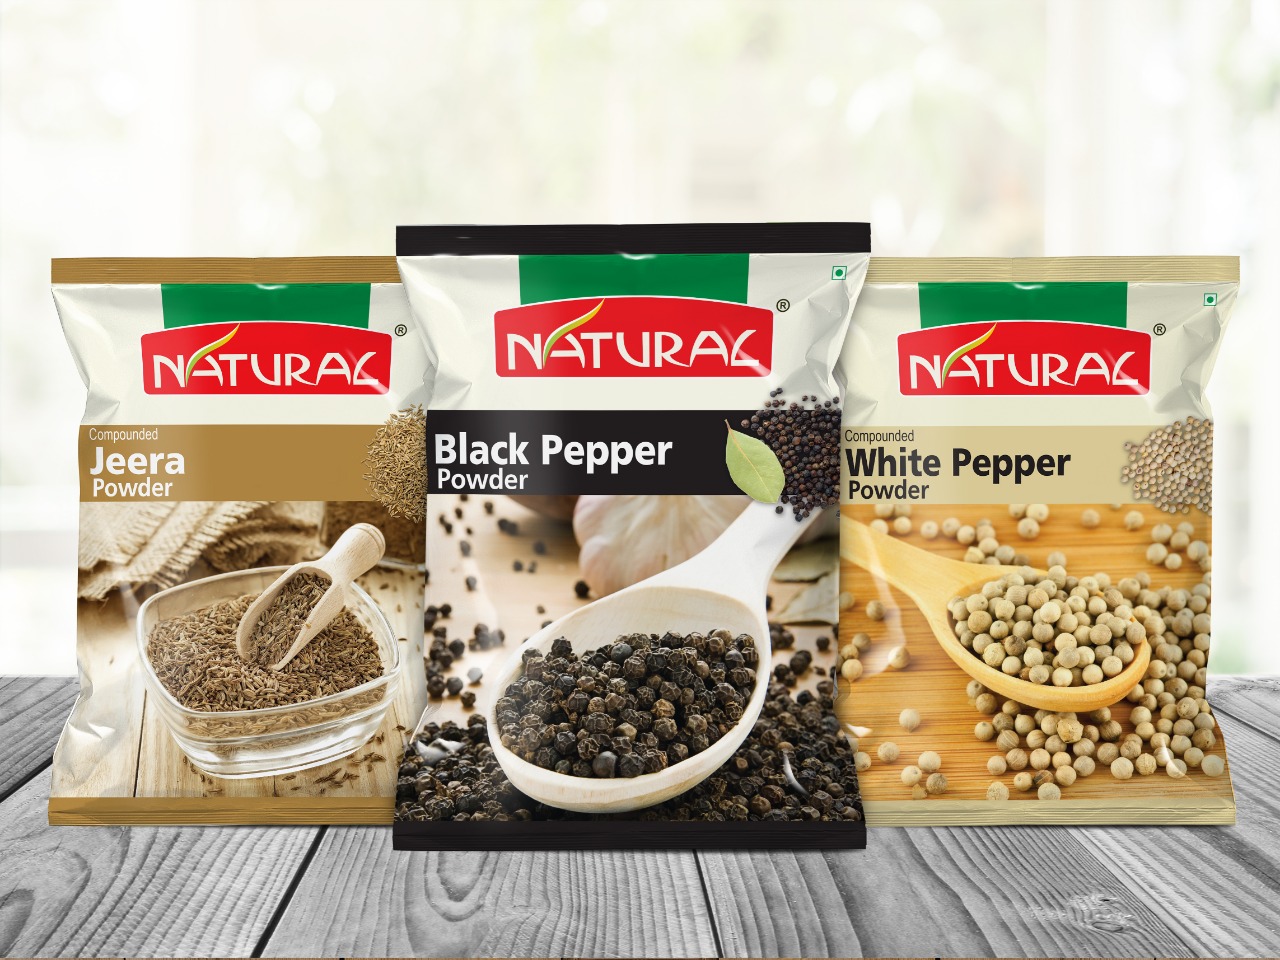 NATURAL®
Compounded
Jeera
Powder
NATURAL®
Black Pepper
Powder
NATURAL®
Compounded
White Pepper
Powder